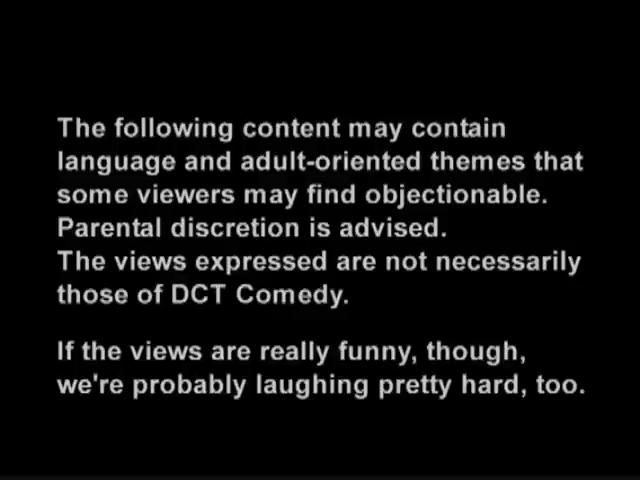 The following content may contain
language and adult-oriented themes that
some viewers may find objectionable.
Parental discretion is advised.
The views expressed are not necessarily
those of DCT Comedy.
If the views are really funny, though,
we're probably laughing pretty hard, too.